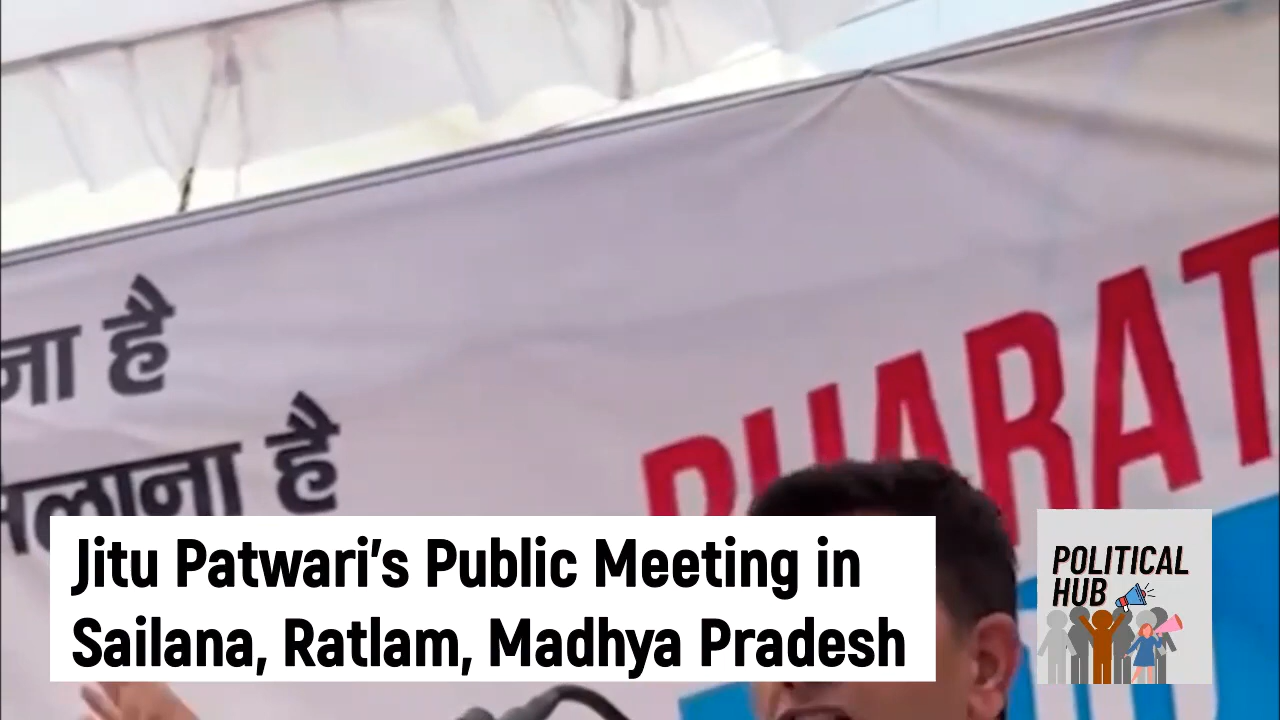 ना है
मिलाना है
BHARAT
Jitu Patwari's Public Meeting in
Sailana, Ratlam, Madhya Pradesh
POLITICAL
HUB